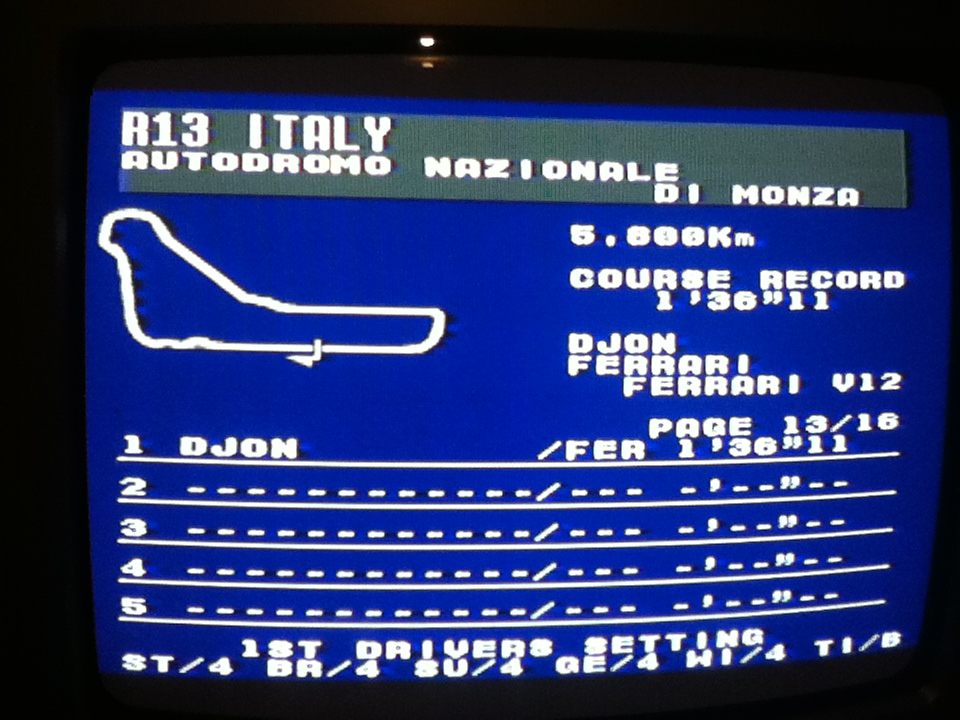 R13 ITALY
AUTODROMO NAZIONALE
DI MONZA
5.800Km
COURSE RECORD
1'36"11
DJON
FERRARI
FERRARI V12
PAGE 13/16
1 DJON /FER 1'36"11
2 ------------/--- -'--"--
3 ------------/--- -'--"--
4 ------------/--- -'--"--
5 ------------/--- -'--"--
1ST DRIVERS SETTING
ST/4 BR/4 SU/4 GE/4 WI/4 TI/B